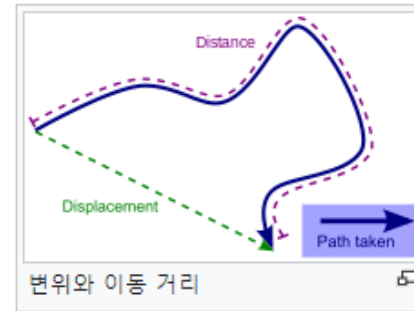 Distance
Displacement
Path taken
변위와 이동 거리